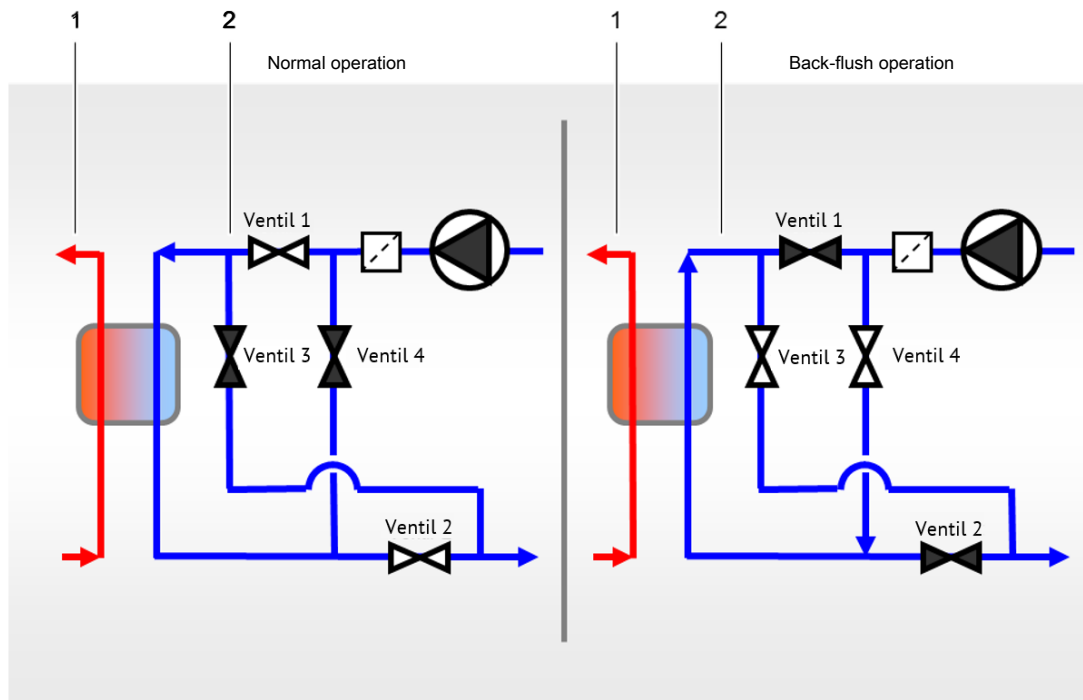 1
2
1
2
Normal operation
Back-flush operation
Ventil 1
Ventil 1
Ventil 3
Ventil 4
Ventil 3
Ventil 4
Ventil 2
Ventil 2